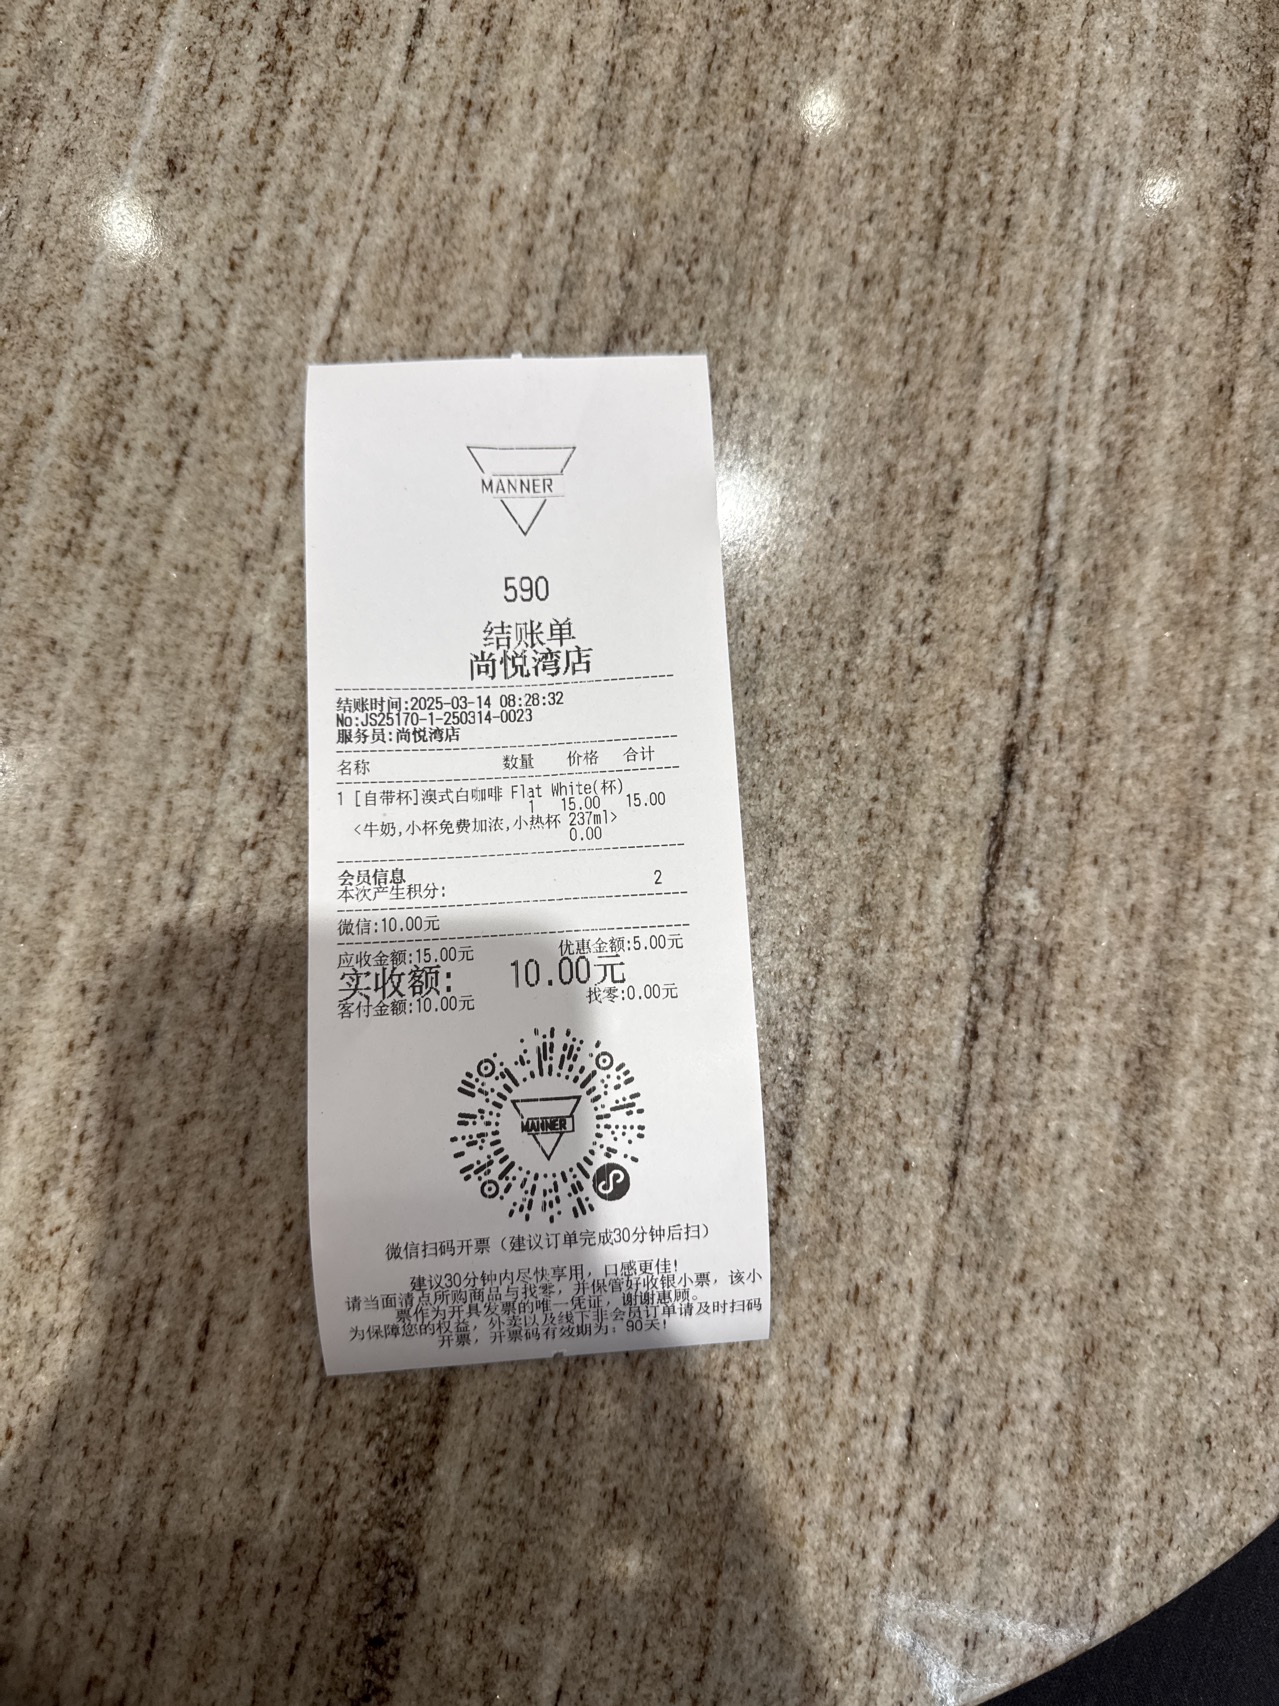 MANNER
590
结账单
尚悦湾店
结账时间:2025-03-14 08:28:32
No:JS25170-1-250314-0023
服务员:尚悦湾店
名称 数量 价格 合计
1 [自带杯]澳式白咖啡 Flat White(杯)
1 15.00 15.00
<牛奶,小杯免费加浓,小热杯 237ml>
0.00
会员信息
本次产生积分: 2
微信:10.00元
应收金额:15.00元 优惠金额:5.00元
实收额: 10.00元
客付金额:10.00元 找零:0.00元
MANNER
微信扫码开票（建议订单完成30分钟后扫）
建议30分钟内尽快享用，口感更佳!
请当面清点所购商品与找零，并保管好收银小票，该小
票作为开具发票的唯一凭证，谢谢惠顾。
为保障您的权益，外卖以及线下非会员订单请及时扫码
开票，开票码有效期为：90天!